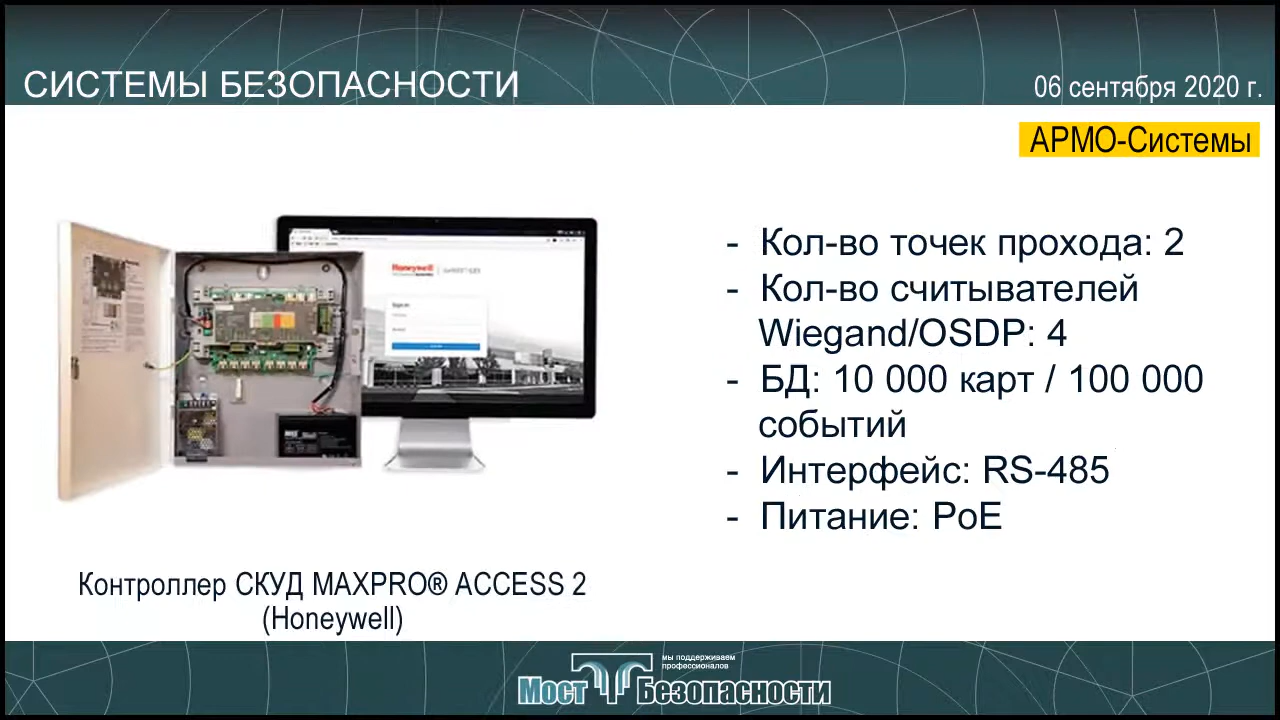 СИСТЕМЫ БЕЗОПАСНОСТИ
06 сентября 2020 г.
АРМО-Системы
Honeywell
- Кол-во точек прохода: 2
- Кол-во считывателей
Wiegand/OSDP: 4
- БД: 10 000 карт / 100 000
событий
- Интерфейс: RS-485
- Питание: PoE
Контроллер СКУД MAXPRO® ACCESS 2
(Honeywell)
мы поддерживаем
профессионалов
Мост Безопасности